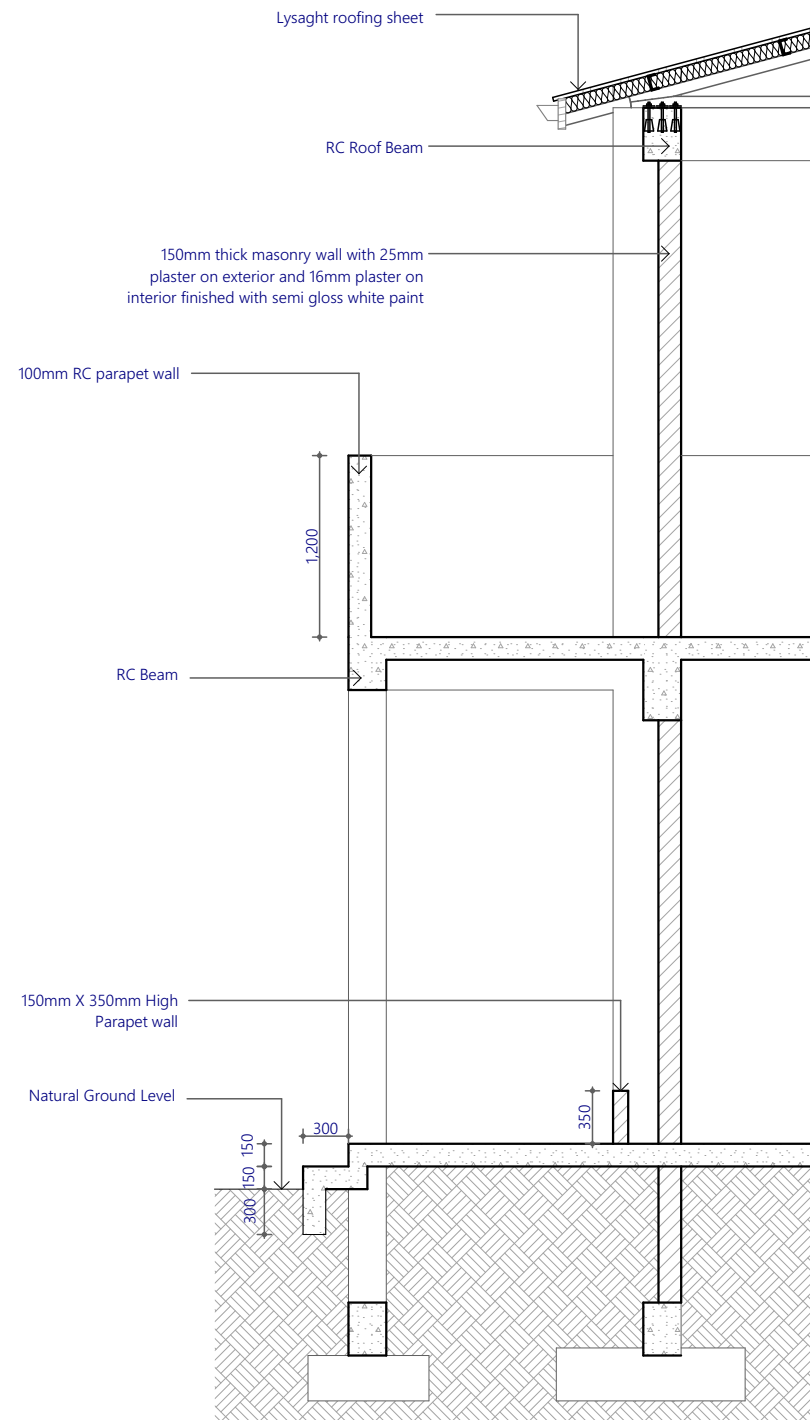 Lysaght roofing sheet
RC Roof Beam
150mm thick masonry wall with 25mm
plaster on exterior and 16mm plaster on
interior finished with semi gloss white paint
100mm RC parapet wall
1,200
RC Beam
150mm X 350mm High
Parapet wall
Natural Ground Level
300
350
150
150
300